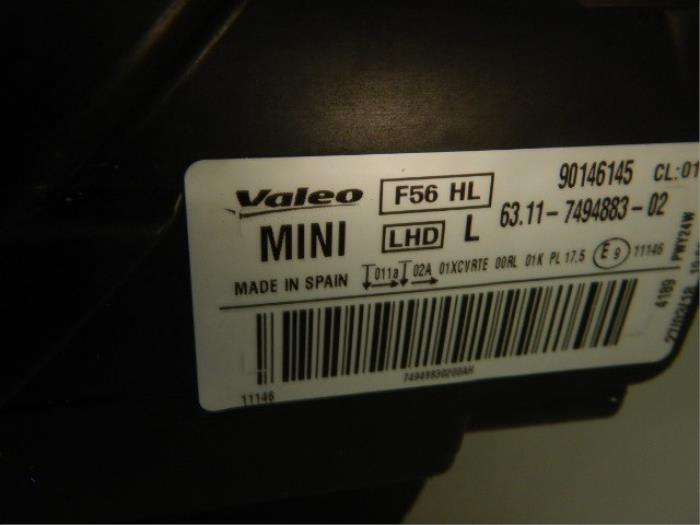 Valeo F56 HL 90146145 CL:01
MINI LHD L 63.11-7494883-02
MADE IN SPAIN 011a 02A 01XCVRTE 00RL 01K PL 17,5 E9 11146
PWY24W
4189
11146